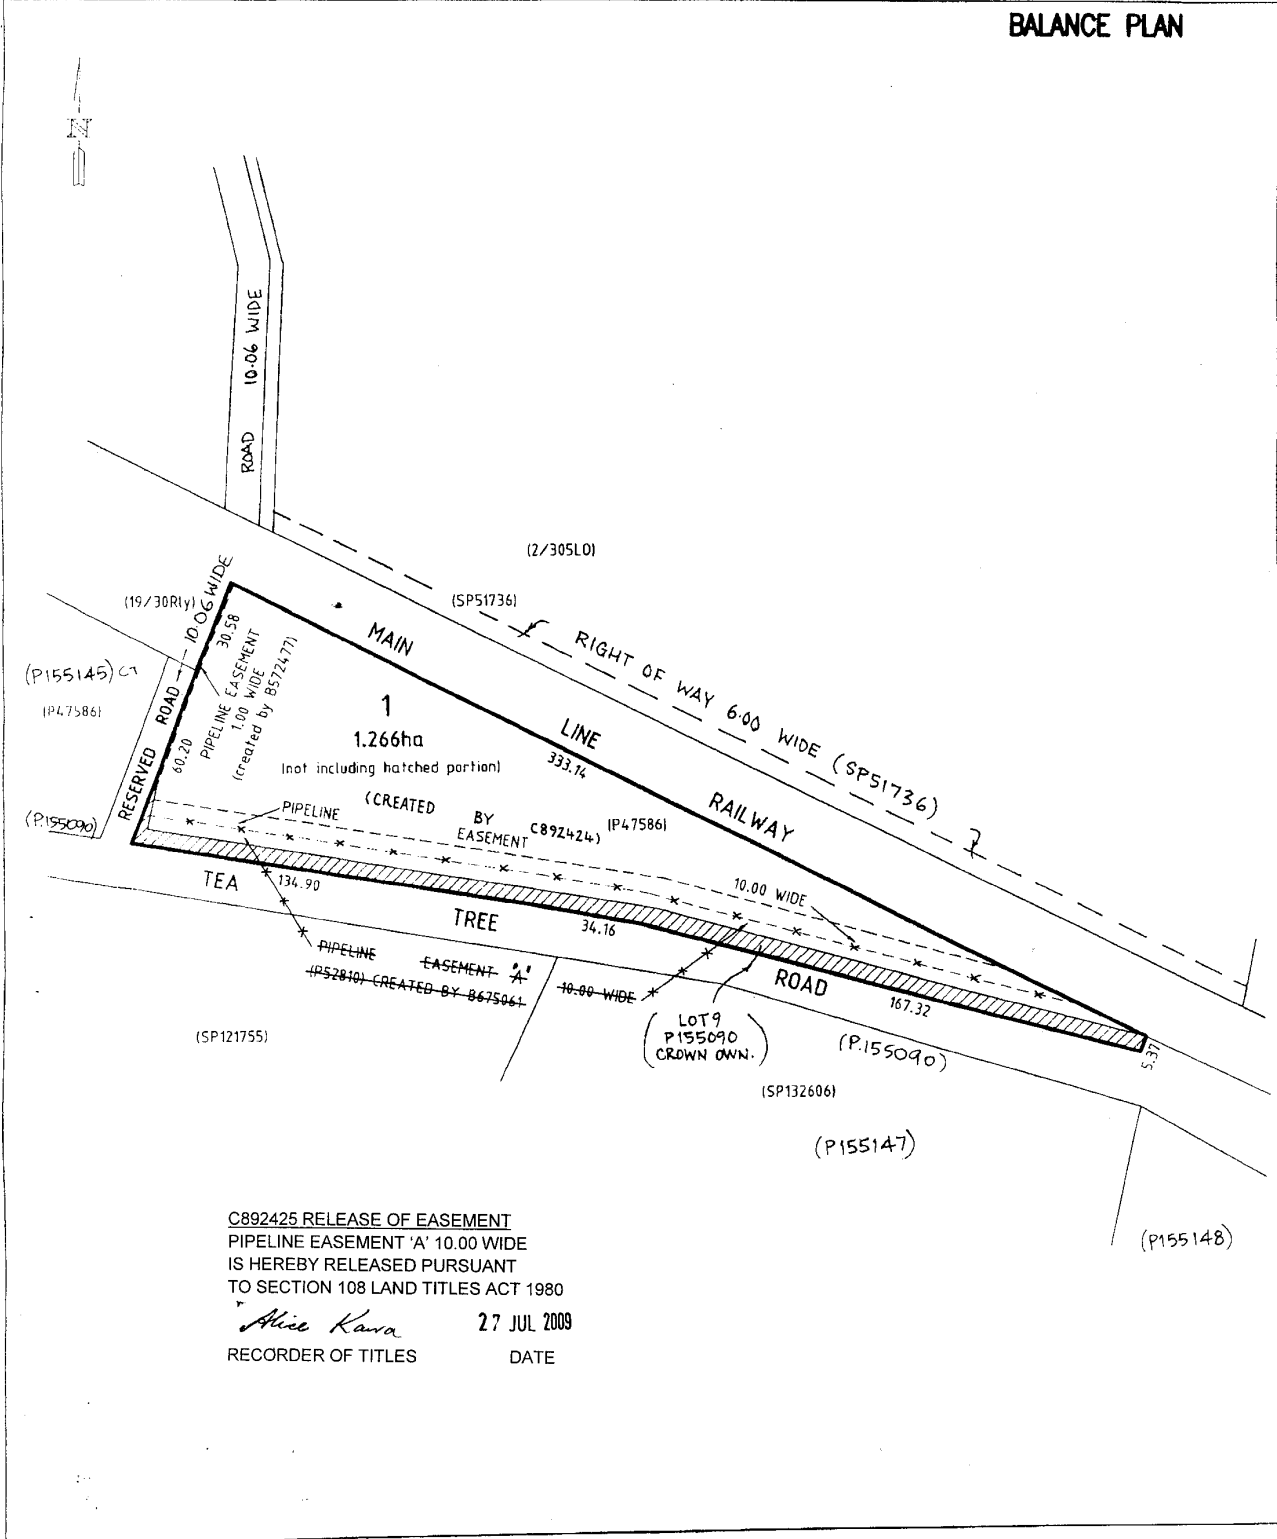 BALANCE PLAN
N
ROAD 10·06 WIDE
(2/305LO)
(SP51736)
(19/30Rly)
10·06 WIDE
30.58
MAIN
RIGHT OF WAY 6·00 WIDE (SP51736)
(P155145) CT
(P47586)
RESERVED ROAD
60.20
PIPELINE EASEMENT
1.00 WIDE
(created by B572477)
1
1.266ha
(not including hatched portion)
LINE
333.14
RAILWAY
(P.155090)
PIPELINE
(CREATED BY C892424)
EASEMENT
(P47586)
10.00 WIDE
TEA
134.90
TREE
34.16
ROAD
167.32
5.37
PIPELINE EASEMENT 'A'
(P52810) CREATED BY B675061
10.00 WIDE
(LOT 9
P155090
CROWN OWN.)
(P.155090)
(SP121755)
(SP132606)
(P155147)
(P155148)
C892425 RELEASE OF EASEMENT
PIPELINE EASEMENT 'A' 10.00 WIDE
IS HEREBY RELEASED PURSUANT
TO SECTION 108 LAND TITLES ACT 1980
Alice Kawa 27 JUL 2009
RECORDER OF TITLES DATE